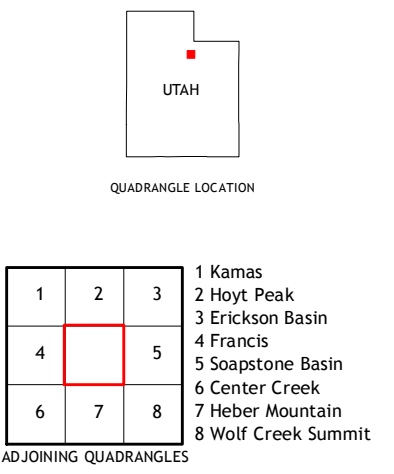 UTAH
QUADRANGLE LOCATION
1 2 3
4 5
6 7 8
1 Kamas
2 Hoyt Peak
3 Erickson Basin
4 Francis
5 Soapstone Basin
6 Center Creek
7 Heber Mountain
8 Wolf Creek Summit
ADJOINING QUADRANGLES